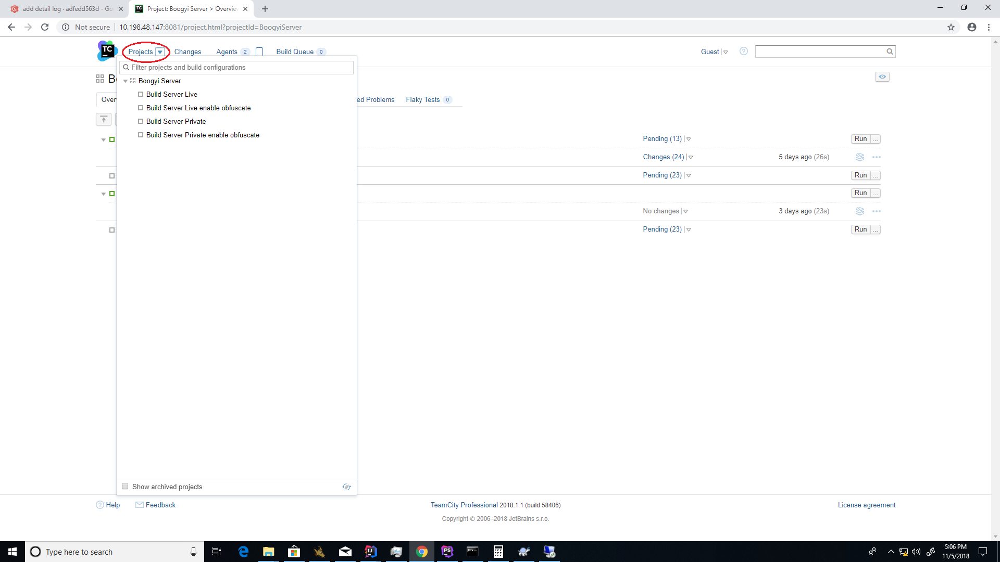 add detail log · adfedd563d - Go
Project: Boogyi Server > Overvie
Not secure | 10.198.48.147:8081/project.html?projectId=BoogyiServer
TC
Projects Changes Agents 2 Build Queue 0 Guest
Filter projects and build configurations
Boogyi Server
Build Server Live
Build Server Live enable obfuscate
Build Server Private
Build Server Private enable obfuscate
B
Over
ed Problems Flaky Tests 0
Pending (13) Run ...
Changes (24) 5 days ago (26s)
Pending (23) Run ...
Run ...
No changes 3 days ago (23s)
Pending (23) Run ...
Show archived projects
Help Feedback TeamCity Professional 2018.1.1 (build 58406) License agreement
Copyright © 2006–2018 JetBrains s.r.o.
Type here to search
IJ
PS
5:06 PM
11/5/2018